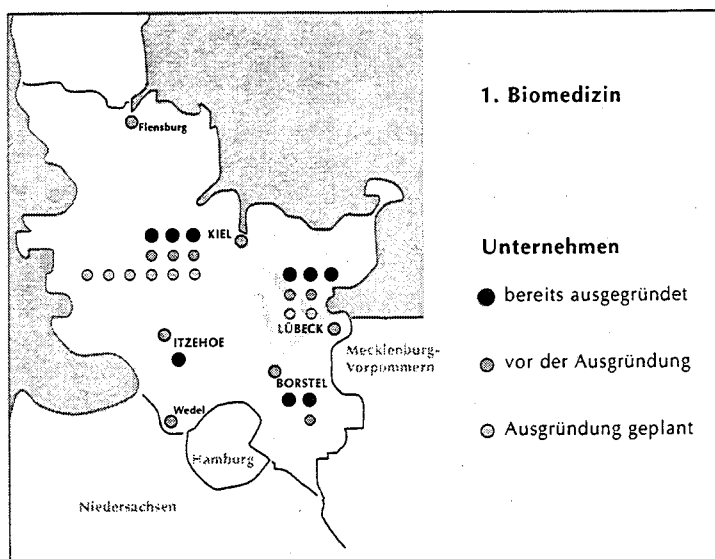 1. Biomedizin
Flensburg
KIEL
Unternehmen
bereits ausgegründet
LÜBECK
ITZEHOE
Mecklenburg-
Vorpommern
vor der Ausgründung
BORSTEL
Wedel
Ausgründung geplant
Hamburg
Niedersachsen